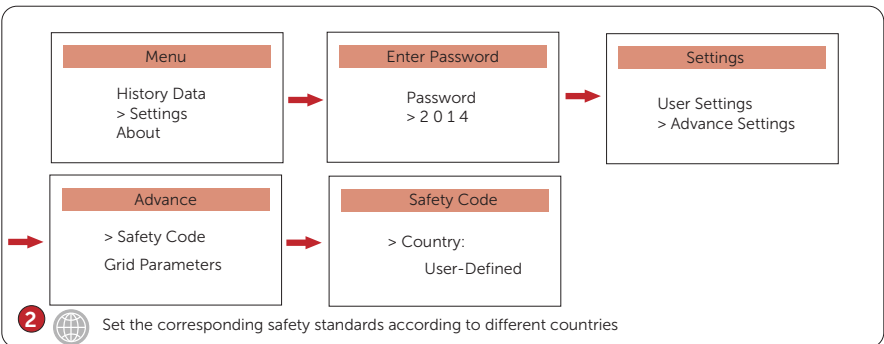 Menu
History Data
> Settings
About
Enter Password
Password
> 2 0 1 4
Settings
User Settings
> Advance Settings
Advance
> Safety Code
Grid Parameters
Safety Code
> Country:
User-Defined
2
Set the corresponding safety standards according to different countries